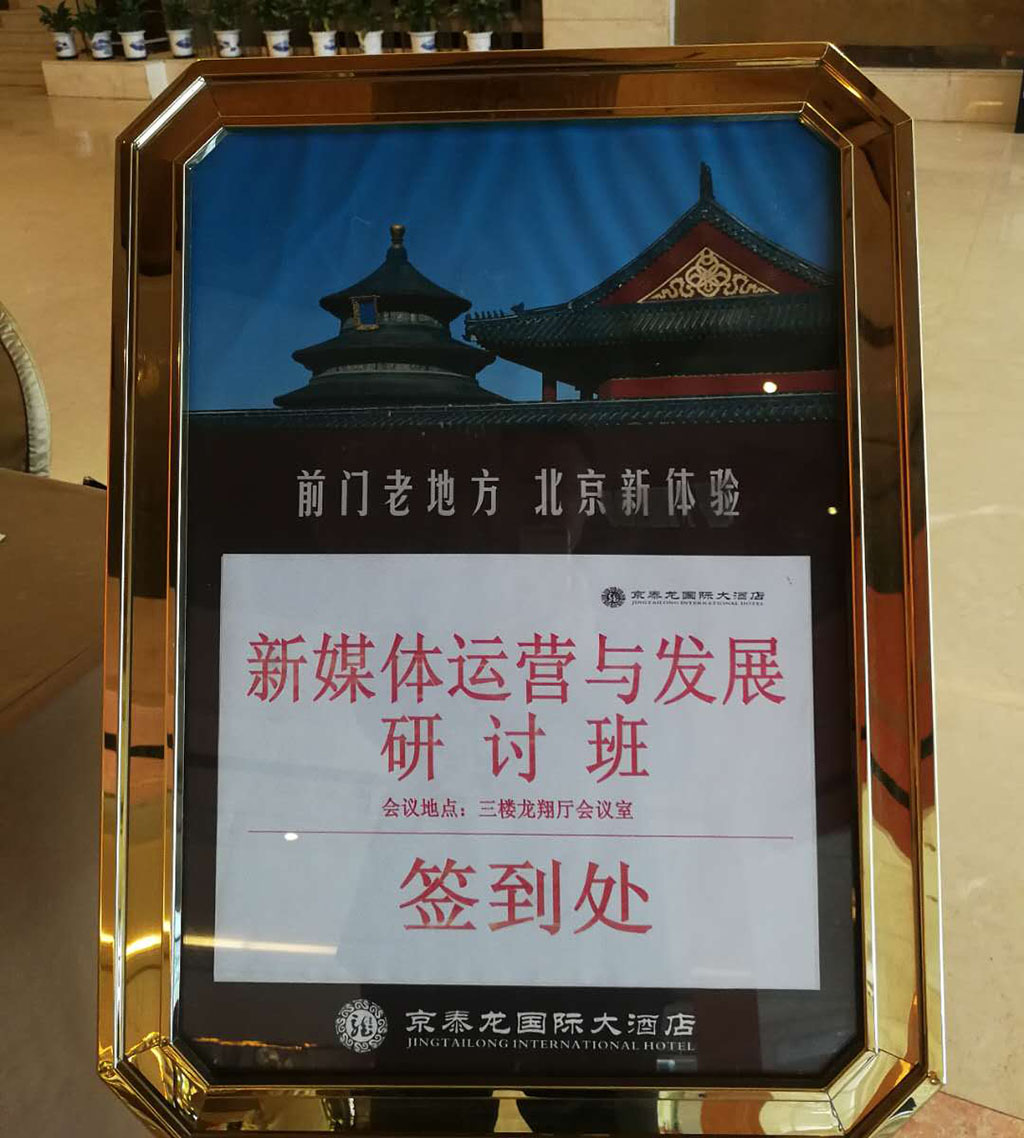 前门老地方 北京新体验
京泰龙国际大酒店
JINGTAILONG INTERNATIONAL HOTEL
新媒体运营与发展
研讨班
会议地点：三楼龙翔厅会议室
签到处
京泰龙国际大酒店
JINGTAILONG INTERNATIONAL HOTEL